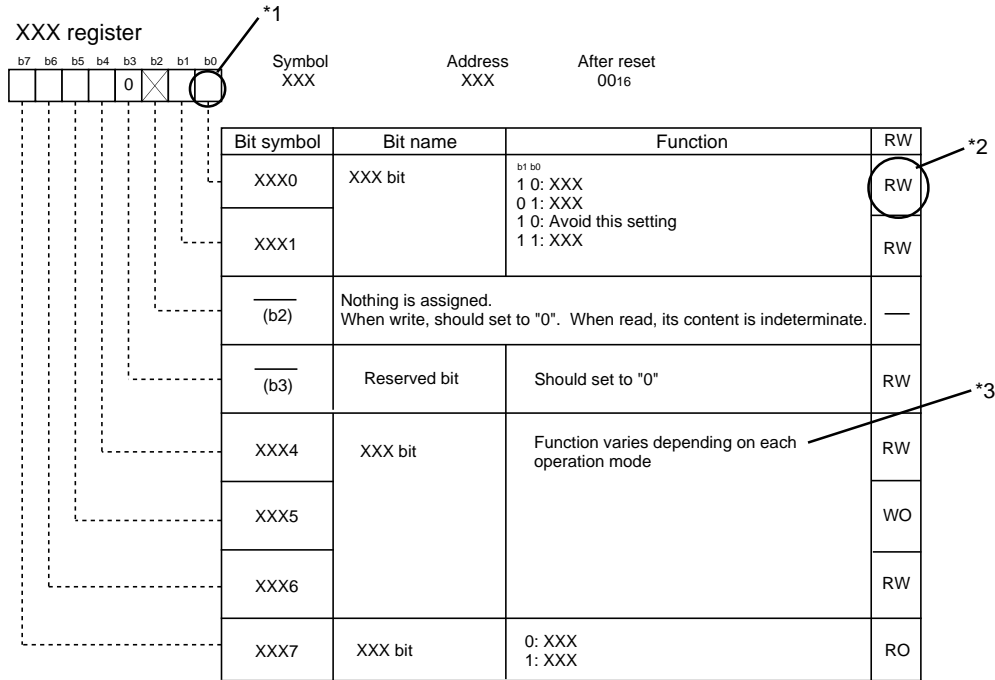 *1
XXX register
b7 b6 b5 b4 b3 b2 b1 b0
0
Symbol Address After reset
XXX XXX 0016
Bit symbol Bit name Function RW
*2
XXX0 XXX bit
b1 b0
1 0: XXX
0 1: XXX
1 0: Avoid this setting
1 1: XXX
RW
XXX1 RW
(b2)
Nothing is assigned.
When write, should set to "0". When read, its content is indeterminate.
—
(b3) Reserved bit Should set to "0" RW
*3
XXX4 XXX bit
Function varies depending on each
operation mode
RW
XXX5 WO
XXX6 RW
XXX7 XXX bit
0: XXX
1: XXX
RO